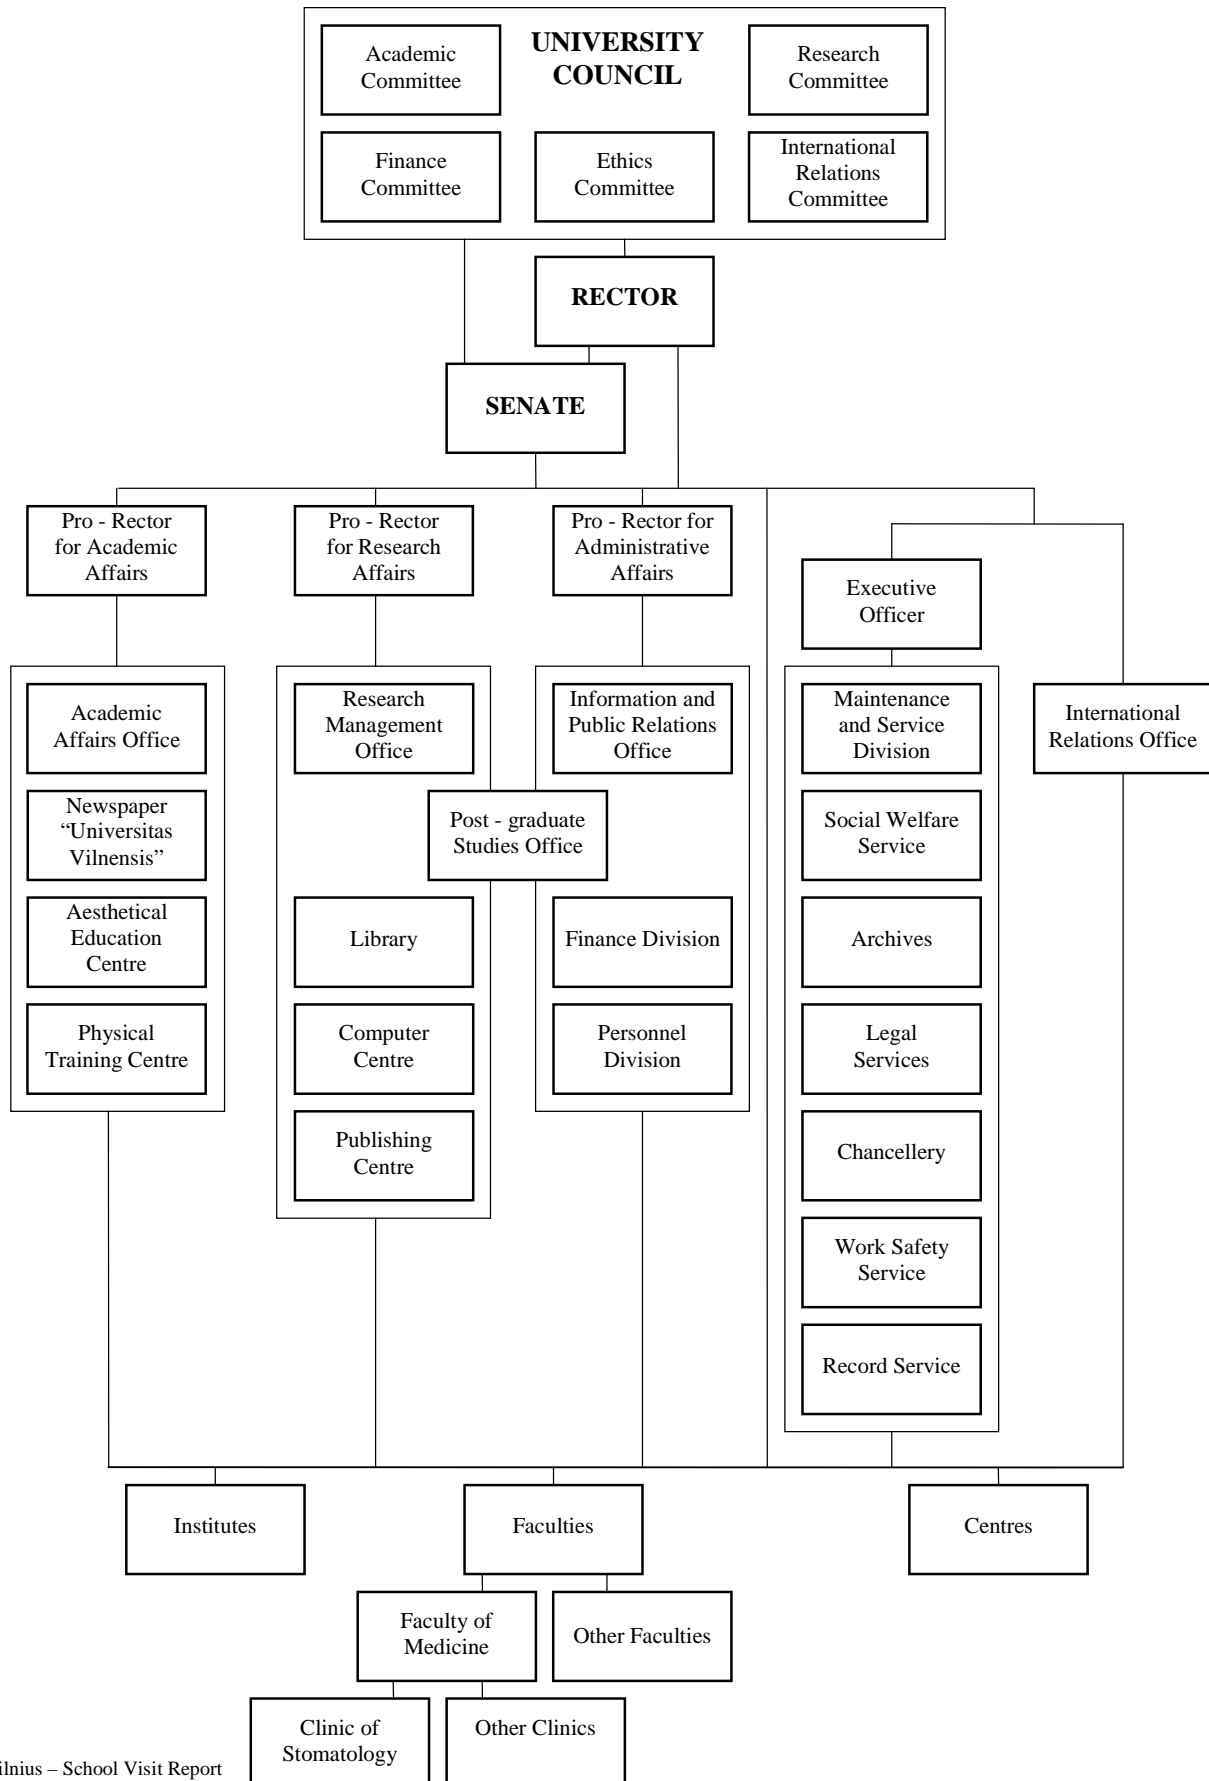 UNIVERSITY
COUNCIL
Academic
Committee
Research
Committee
Finance
Committee
Ethics
Committee
International
Relations
Committee
RECTOR
SENATE
Pro - Rector
for Academic
Affairs
Pro - Rector
for Research
Affairs
Pro - Rector for
Administrative
Affairs
Executive
Officer
Academic
Affairs Office
Newspaper
“Universitas
Vilnensis”
Aesthetical
Education
Centre
Physical
Training Centre
Research
Management
Office
Post - graduate
Studies Office
Library
Computer
Centre
Publishing
Centre
Information and
Public Relations
Office
Finance Division
Personnel
Division
Maintenance
and Service
Division
Social Welfare
Service
Archives
Legal
Services
Chancellery
Work Safety
Service
Record Service
International
Relations Office
Institutes
Faculties
Centres
Faculty of
Medicine
Other Faculties
Clinic of
Stomatology
Other Clinics
ilnius – School Visit Report